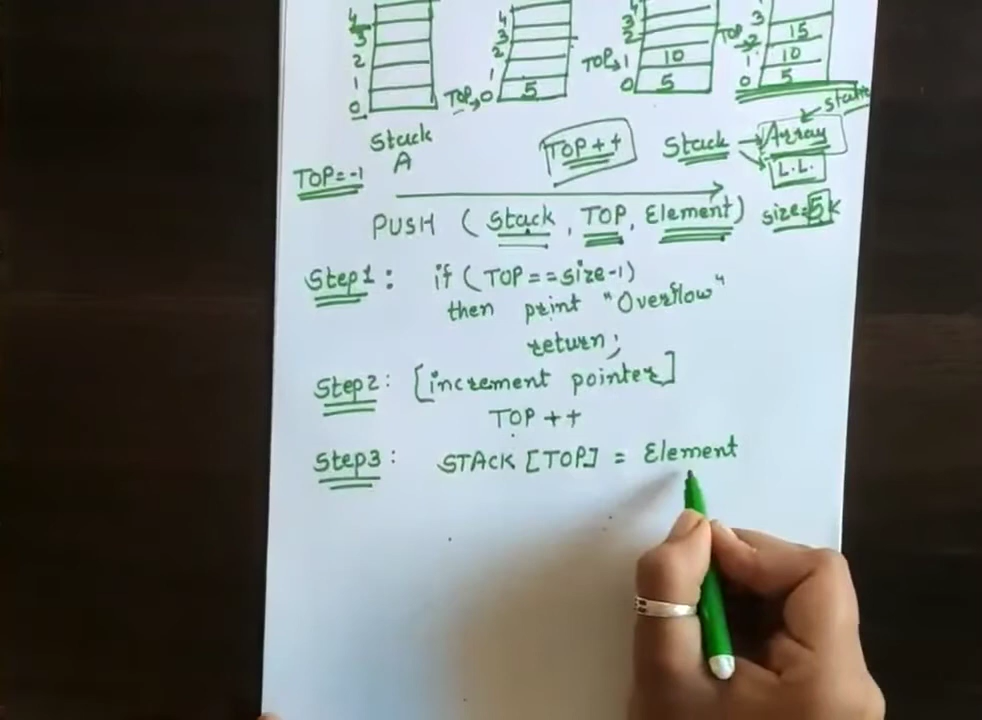 4 4 4
3 3 3 3
2 2 2 TOP→ 2 15
1 1 TOP→ 1 10 1 10
0 TOP→ 0 5 0 5 0 5
static
Stack TOP++ Stack → Array
A L.L.
TOP=-1
PUSH ( Stack , TOP, Element) size=5k
Step1: if ( TOP==size-1)
then print "Overflow"
return;
Step2: [increment pointer]
TOP ++
Step3: STACK [TOP] = Element